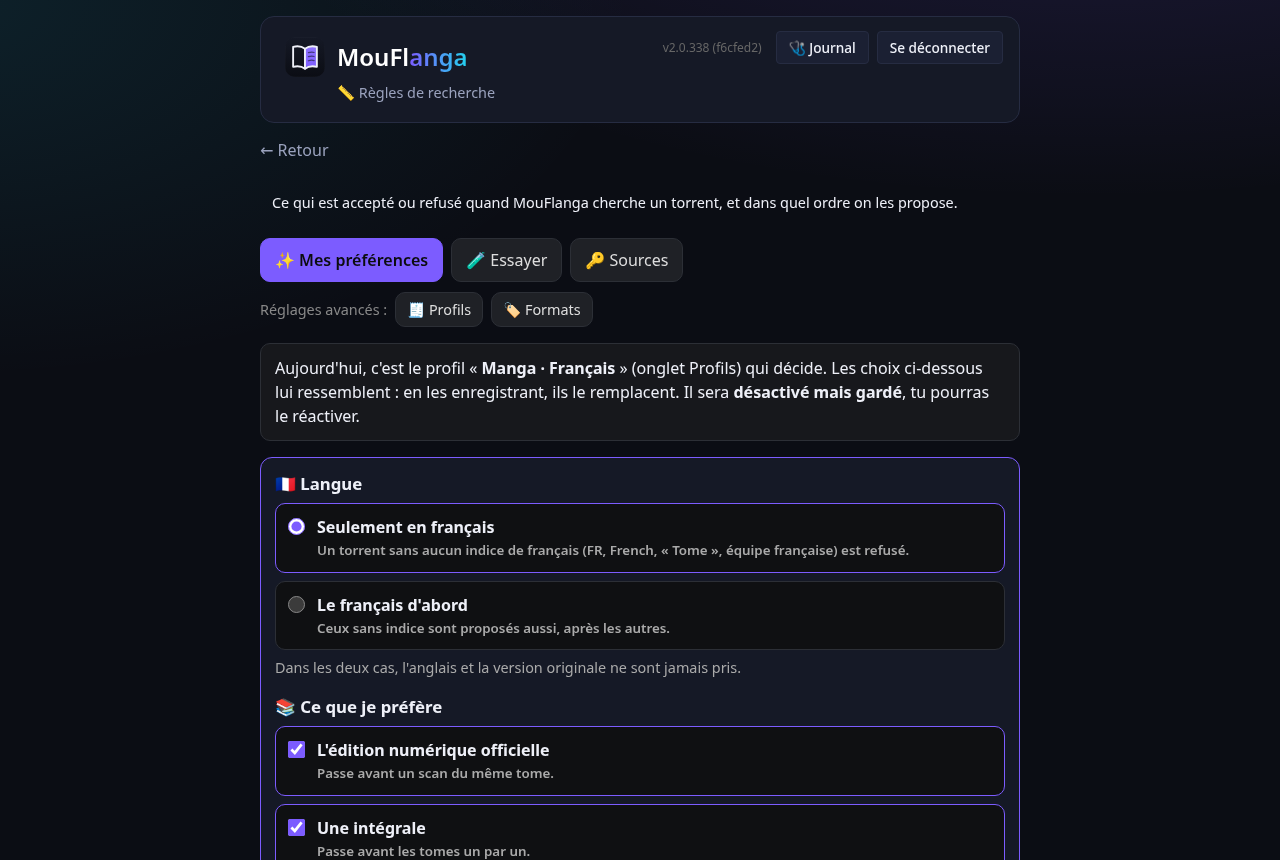 MouFlanga
v2.0.338 (f6cfed2)
🩺 Journal
Se déconnecter
📏 Règles de recherche
← Retour
Ce qui est accepté ou refusé quand MouFlanga cherche un torrent, et dans quel ordre on les propose.
✨ Mes préférences
🧪 Essayer
🔑 Sources
Réglages avancés :
🧾 Profils
🏷️ Formats
Aujourd'hui, c'est le profil « Manga · Français » (onglet Profils) qui décide. Les choix ci-dessous
lui ressemblent : en les enregistrant, ils le remplacent. Il sera désactivé mais gardé, tu pourras
le réactiver.
🇫🇷 Langue
Seulement en français
Un torrent sans aucun indice de français (FR, French, « Tome », équipe française) est refusé.
Le français d'abord
Ceux sans indice sont proposés aussi, après les autres.
Dans les deux cas, l'anglais et la version originale ne sont jamais pris.
📚 Ce que je préfère
L'édition numérique officielle
Passe avant un scan du même tome.
Une intégrale
Passe avant les tomes un par un.